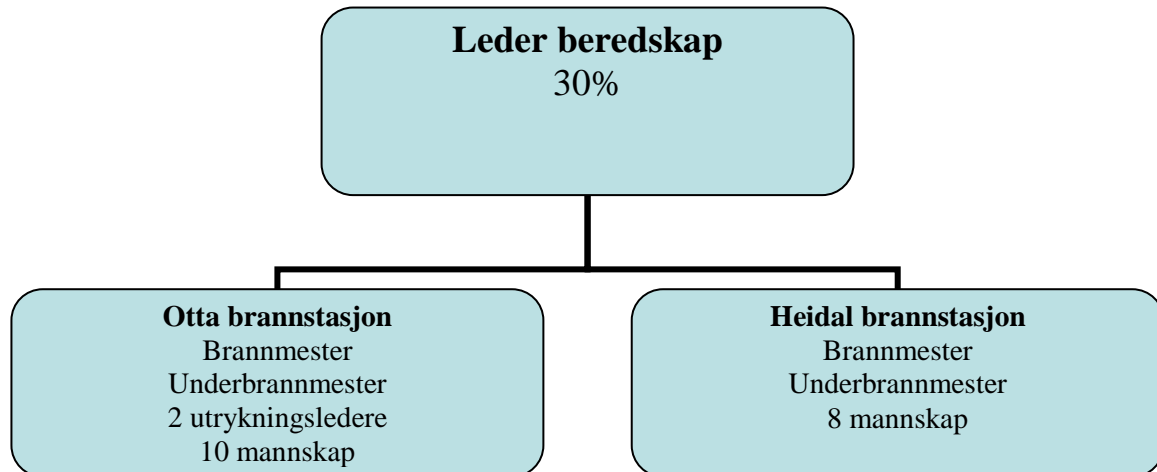 Leder beredskap
30%
Otta brannstasjon
Brannmester
Underbrannmester
2 utrykningsledere
10 mannskap
Heidal brannstasjon
Brannmester
Underbrannmester
8 mannskap